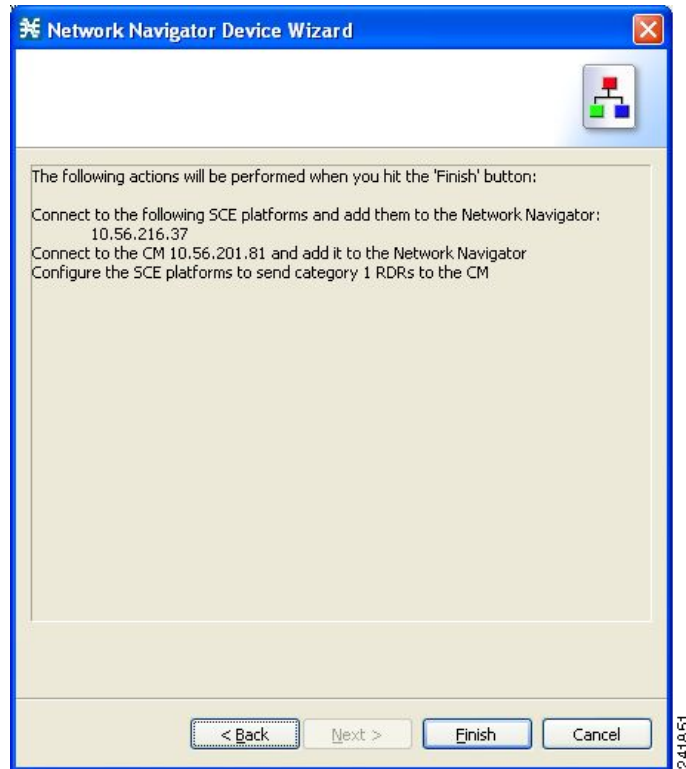 Network Navigator Device Wizard
The following actions will be performed when you hit the 'Finish' button:
Connect to the following SCE platforms and add them to the Network Navigator:
10.56.216.37
Connect to the CM 10.56.201.81 and add it to the Network Navigator
Configure the SCE platforms to send category 1 RDRs to the CM
< Back
Next >
Finish
Cancel
241851